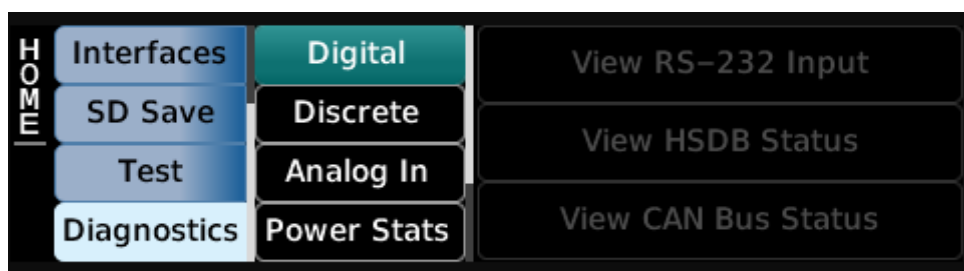 HOME
Interfaces
SD Save
Test
Diagnostics
Digital
Discrete
Analog In
Power Stats
View RS-232 Input
View HSDB Status
View CAN Bus Status